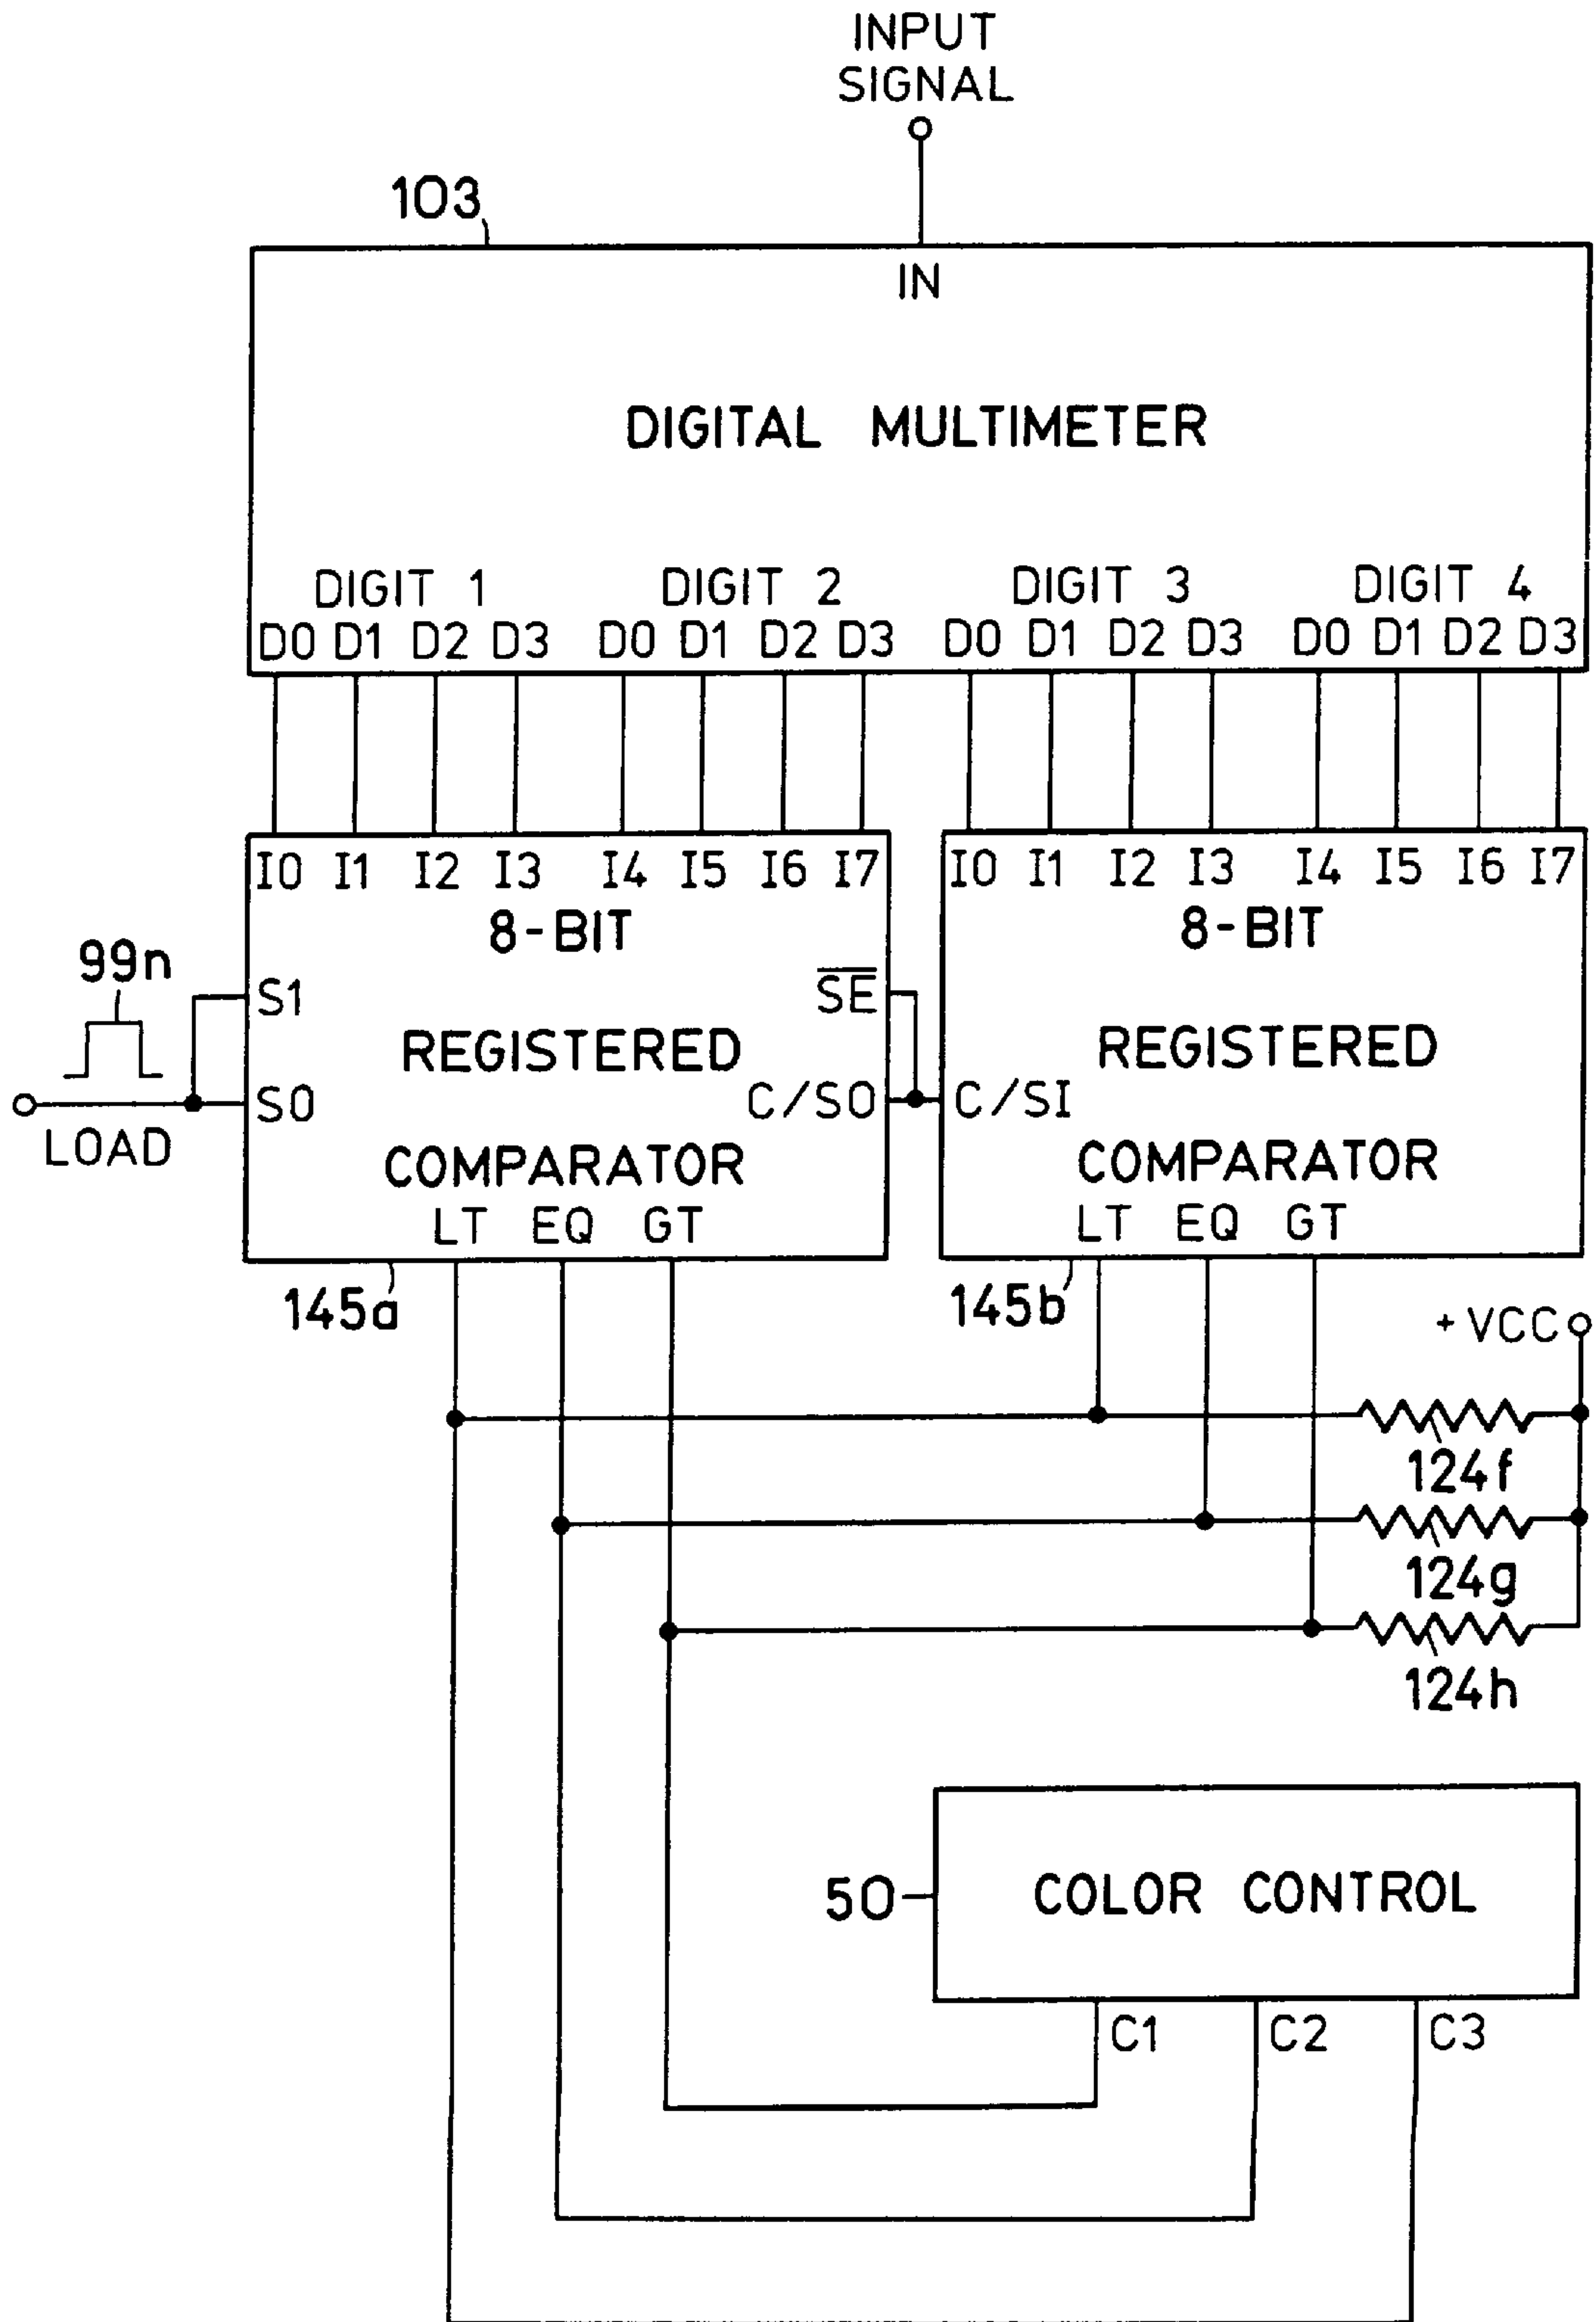 INPUT
SIGNAL
103
IN
DIGITAL MULTIMETER
DIGIT 1 DIGIT 2 DIGIT 3 DIGIT 4
D0 D1 D2 D3 D0 D1 D2 D3 D0 D1 D2 D3 D0 D1 D2 D3
I0 I1 I2 I3 I4 I5 I6 I7 I0 I1 I2 I3 I4 I5 I6 I7
8-BIT 8-BIT
99n
S1 SE
REGISTERED REGISTERED
S0 C/SO C/SI
LOAD
COMPARATOR COMPARATOR
LT EQ GT LT EQ GT
145a 145b
+VCC
124f
124g
124h
50
COLOR CONTROL
C1 C2 C3